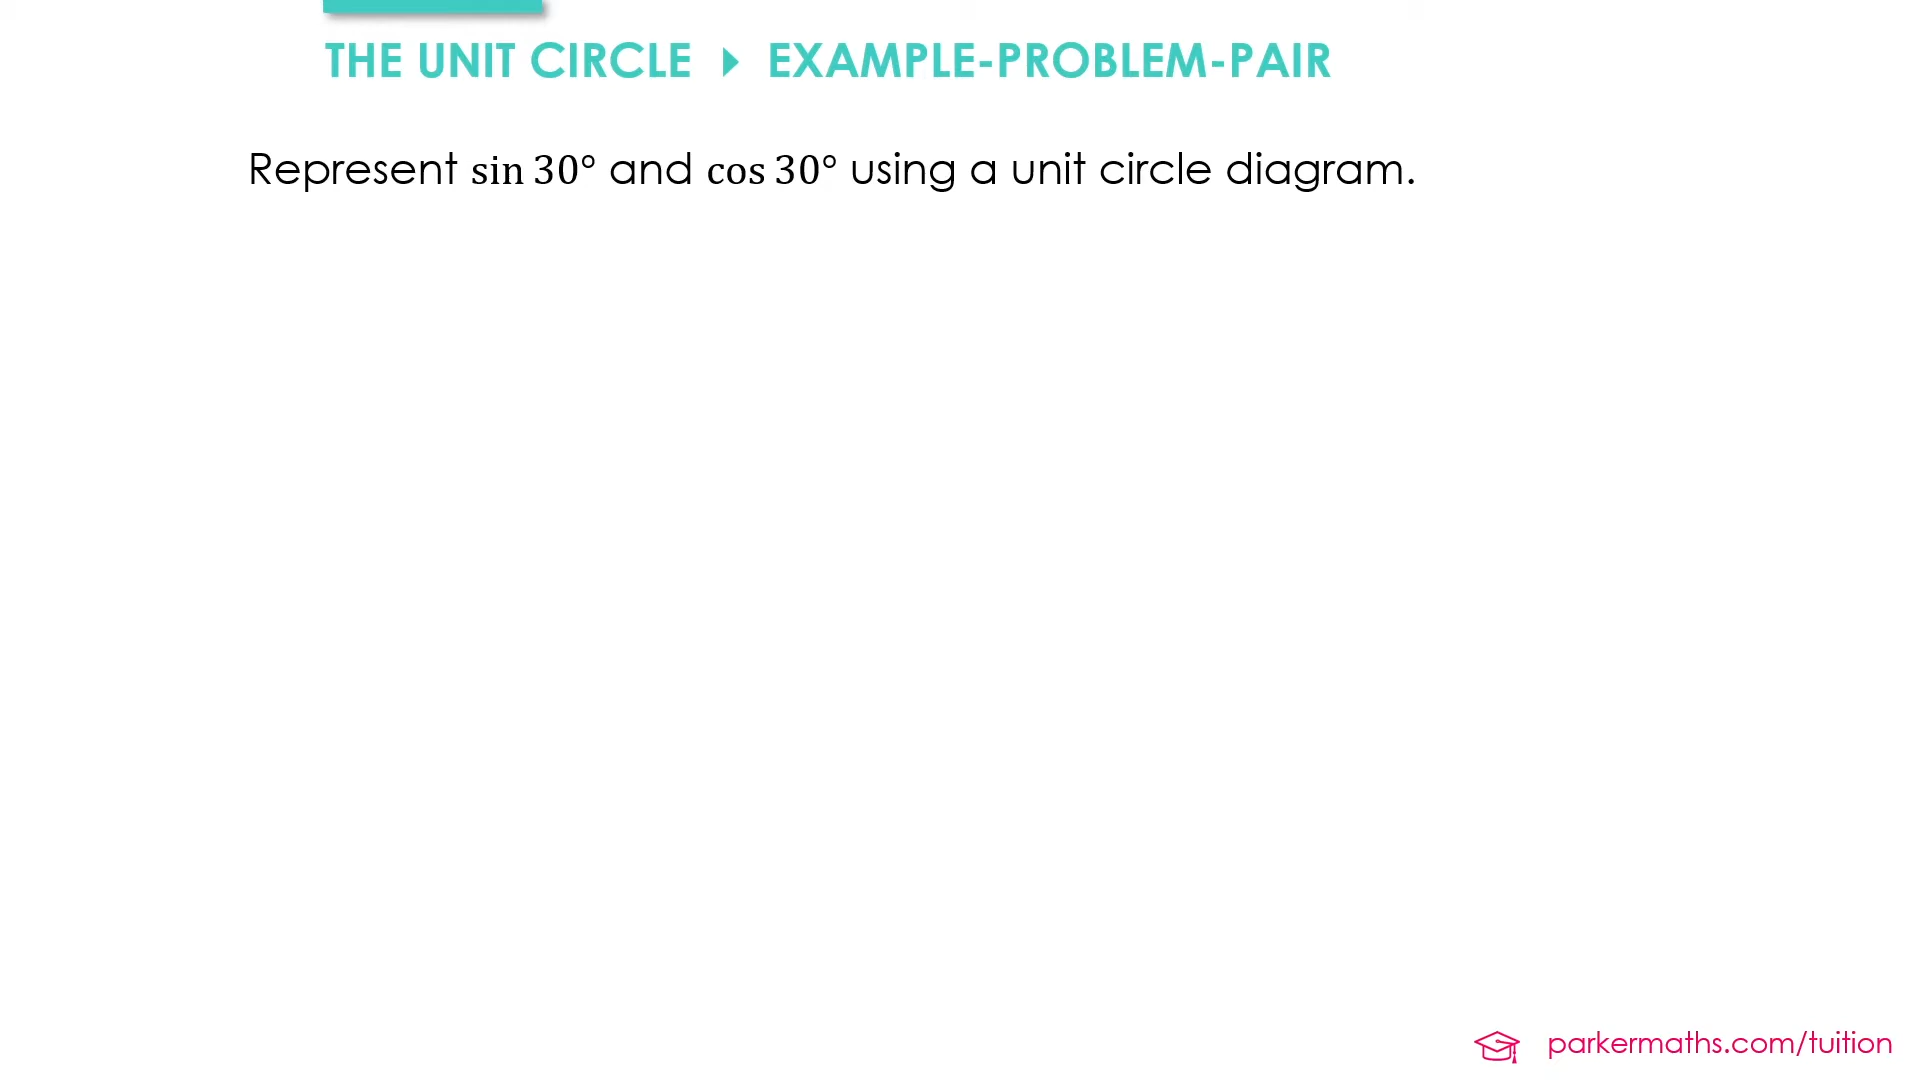 THE UNIT CIRCLE ▸ EXAMPLE-PROBLEM-PAIR
Represent sin 30° and cos 30° using a unit circle diagram.
parkermaths.com/tuition